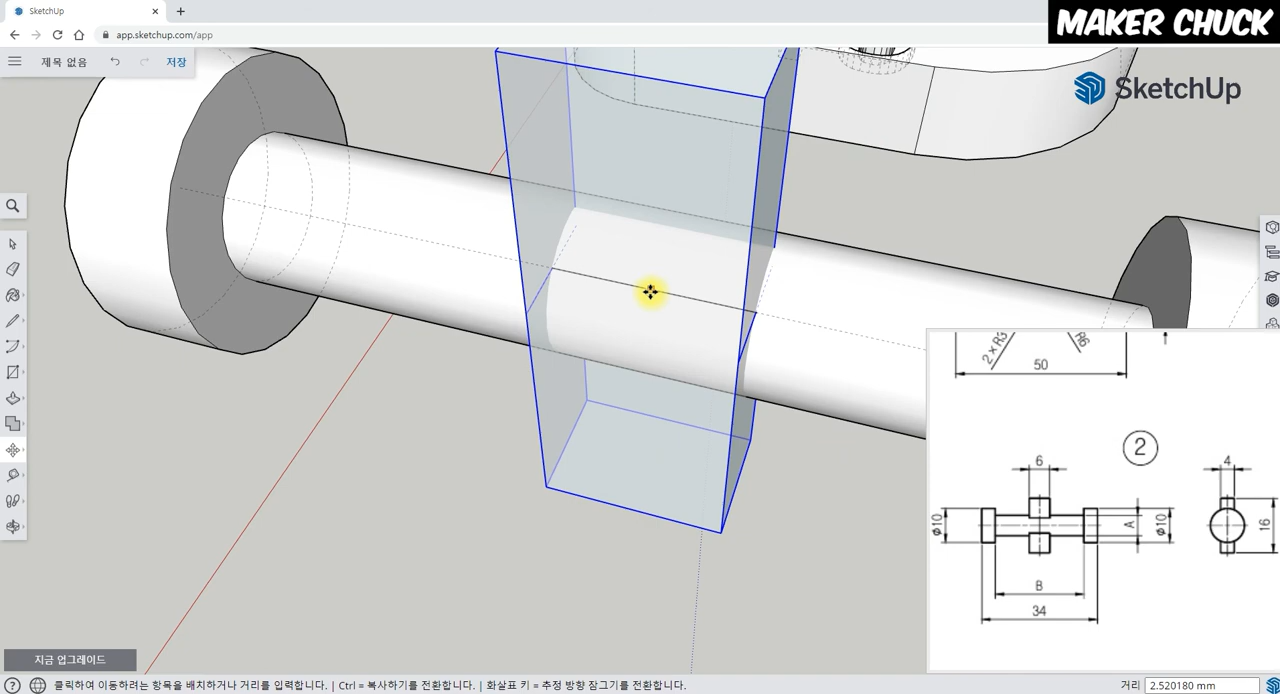 SketchUp
MAKER CHUCK
app.sketchup.com/app
제목 없음
저장
SketchUp
2×R3
R6
50
2
6
4
ϕ10
A
ϕ10
16
B
34
지금 업그레이드
클릭하여 이동하려는 항목을 배치하거나 거리를 입력합니다. | Ctrl = 복사하기를 전환합니다. | 화살표 키 = 추정 방향 잠그기를 전환합니다.
거리 2.520180 mm